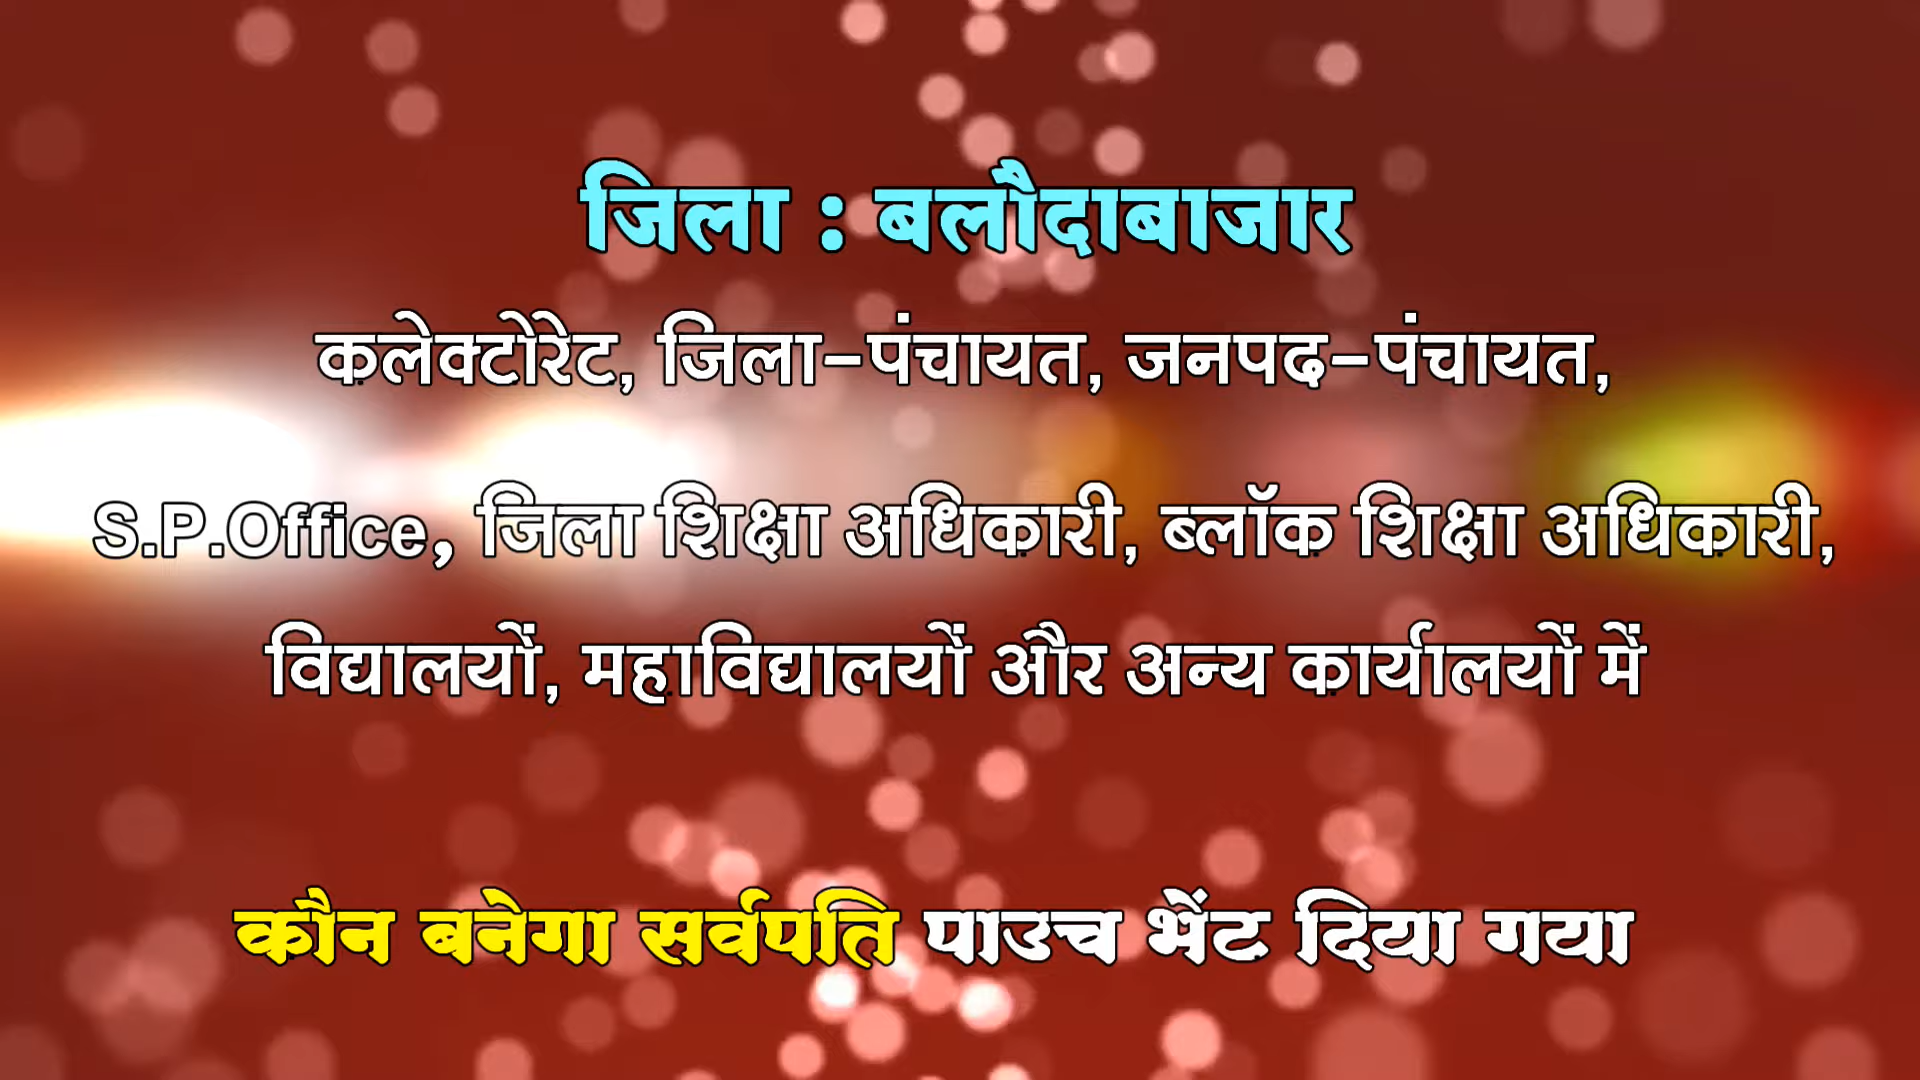 जिला : बलौदाबाजार
कलेक्टोरेट, जिला-पंचायत, जनपद-पंचायत,
S.P.Office, जिला शिक्षा अधिकारी, ब्लॉक शिक्षा अधिकारी,
विद्यालयों, महाविद्यालयों और अन्य कार्यालयों में
कौन बनेगा सर्वपति पाउच भेंट दिया गया